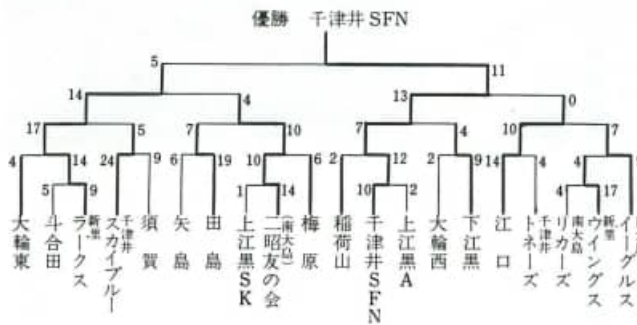 優勝 千津井SFN
5
11
14
4
13
0
17
5
7
10
7
4
10
7
4
14
24
9
6
19
10
6
2
12
2
9
14
4
4
5
9
1
14
10
2
17
大輪東
斗合田
新里 ラークス
千津井 スカイブルー
須賀
矢島
田島
上江黒SK
(南大島) 二昭友の会
梅原
稲荷山
千津井SFN
上江黒A
大輪西
下江黒
江口
千津井 トネーズ
南大島 リカーズ
新里 ウイングス
イーグルス